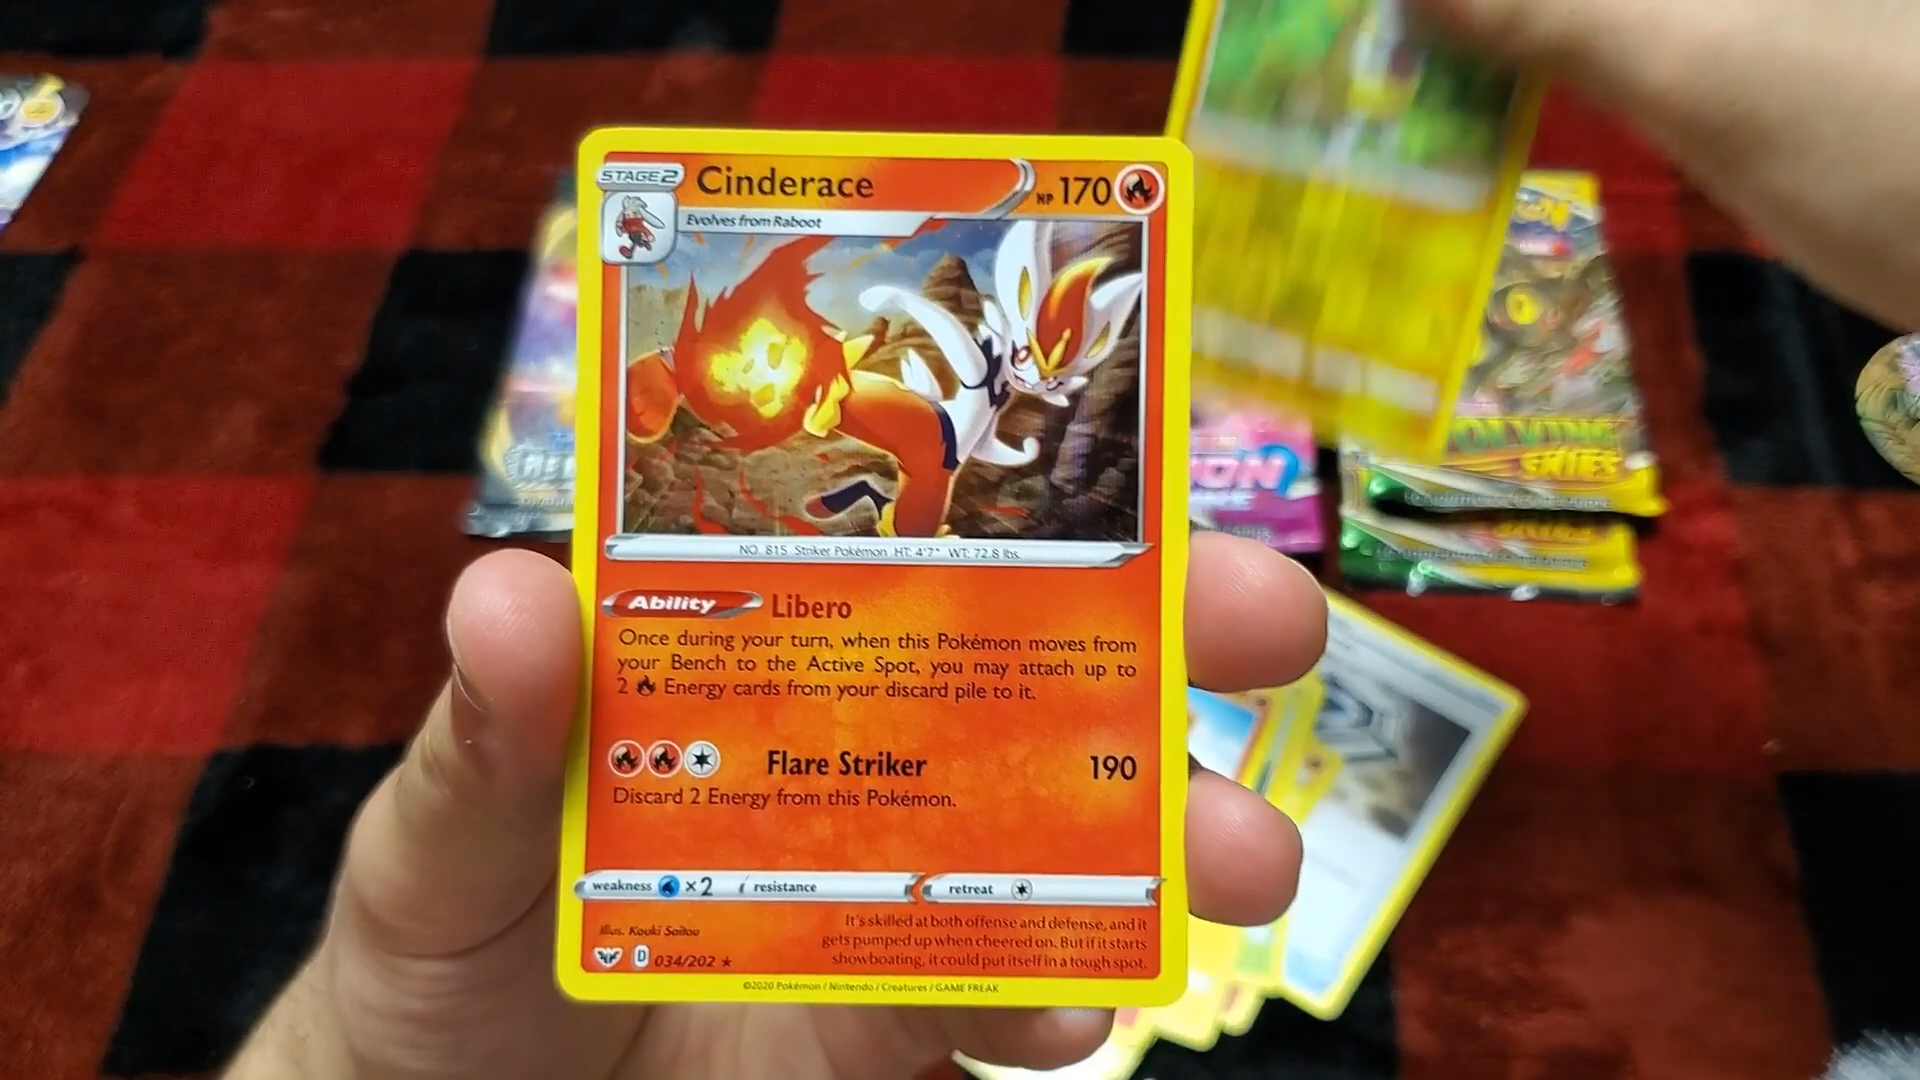 STAGE2
Cinderace
HP 170
Evolves from Raboot
NO. 815 Striker Pokémon HT: 4'7" WT: 72.8 lbs.
Ability Libero
Once during your turn, when this Pokémon moves from
your Bench to the Active Spot, you may attach up to
2 Energy cards from your discard pile to it.
Flare Striker 190
Discard 2 Energy from this Pokémon.
weakness ×2 resistance retreat
Illus. Kouki Saitou
It's skilled at both offense and defense, and it
gets pumped up when cheered on. But if it starts
showboating, it could put itself in a tough spot.
D 034/202 ★
©2020 Pokémon / Nintendo / Creatures / GAME FREAK
SKIES